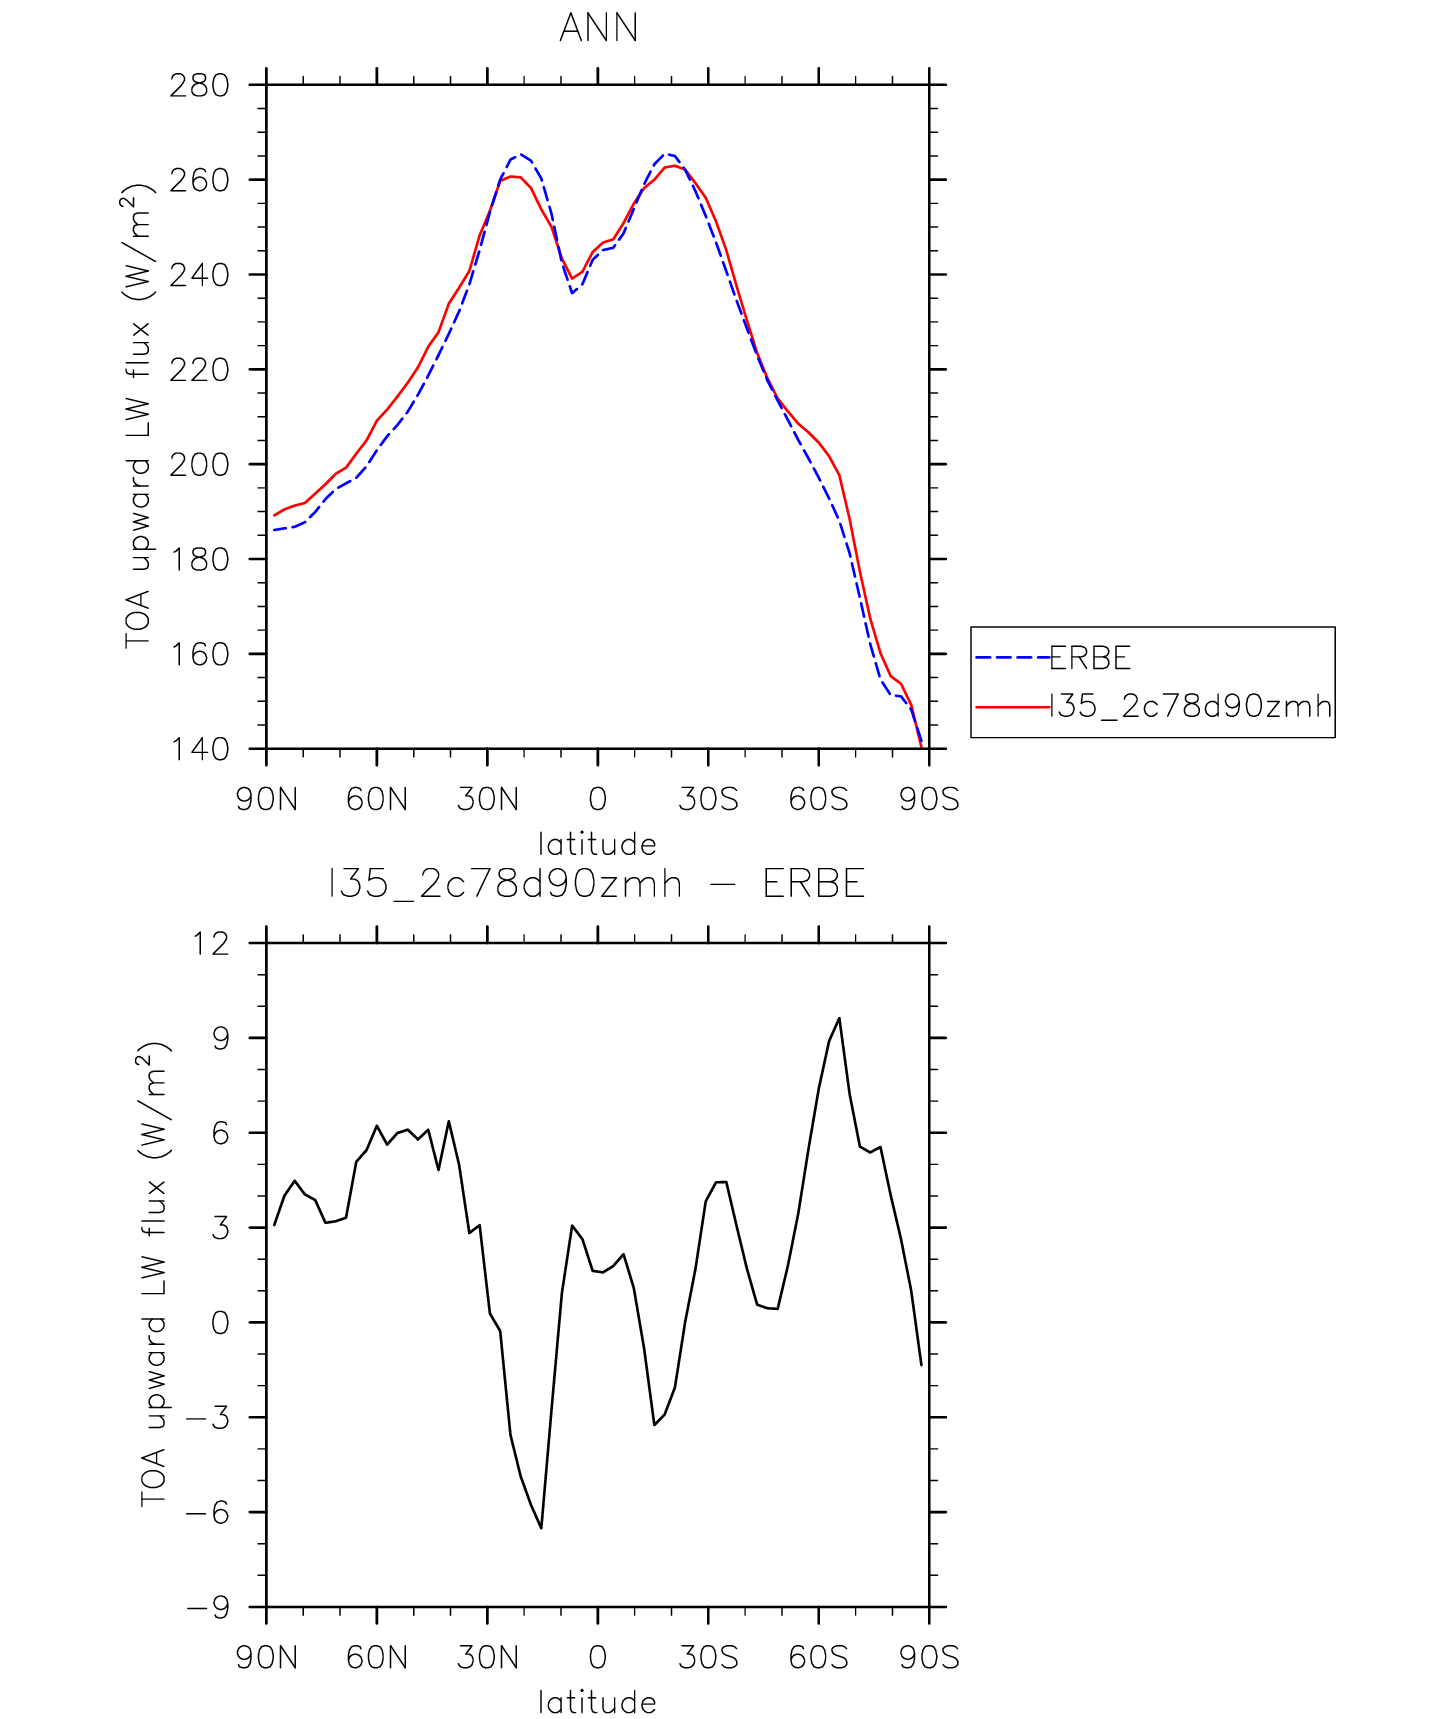 ANN
280
260
240
220
200
180
160
140
TOA upward LW flux (W/m²)
90N 60N 30N 0 30S 60S 90S
latitude
ERBE
I35_2c78d90zmh
I35_2c78d90zmh - ERBE
12
9
6
3
0
-3
-6
-9
TOA upward LW flux (W/m²)
90N 60N 30N 0 30S 60S 90S
latitude